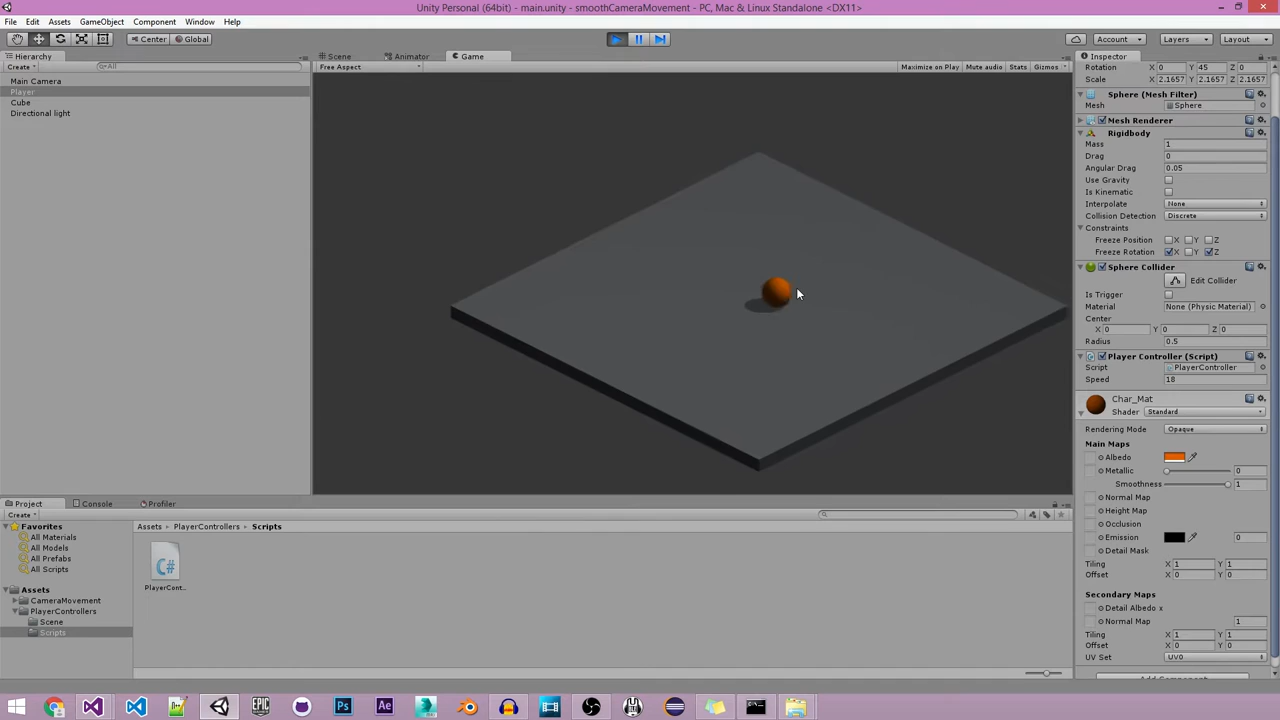 Unity Personal (64bit) - main.unity - smoothCameraMovement - PC, Mac & Linux Standalone <DX11>
File Edit Assets GameObject Component Window Help
Center Global Account Layers Layout
Hierarchy
Create All
Main Camera
Player
Cube
Directional light
Scene Animator Game
Free Aspect Maximize on Play Mute audio Stats Gizmos
Inspector
Rotation X 0 Y 45 Z 0
Scale 2.1657 2.1657 2.1657
Sphere (Mesh Filter)
Mesh Sphere
Mesh Renderer
Rigidbody
Mass 1
Drag 0
Angular Drag 0.05
Use Gravity
Is Kinematic
Interpolate None
Collision Detection Discrete
Constraints
Freeze Position X Y Z
Freeze Rotation X Y Z
Sphere Collider
Edit Collider
Is Trigger
Material None (Physic Material)
Center
X 0 Y 0 Z 0
Radius 0.5
Player Controller (Script)
Script PlayerController
Speed 18
Char_Mat
Shader Standard
Rendering Mode Opaque
Main Maps
Albedo
Metallic 0
Smoothness 1
Normal Map
Height Map
Occlusion
Emission 0
Detail Mask
Tiling X 1 Y 1
Offset X 0 Y 0
Secondary Maps
Detail Albedo x
Normal Map 1
Tiling X 1 Y 1
Offset X 0 Y 0
UV Set UV0
Add Component
Project Console Profiler
Create
Favorites
All Materials
All Models
All Prefabs
All Scripts
Assets
CameraMovement
PlayerControllers
Scene
Scripts
Assets PlayerControllers Scripts
C#
PlayerCont...
EPIC
GAMES
Ps
Ae